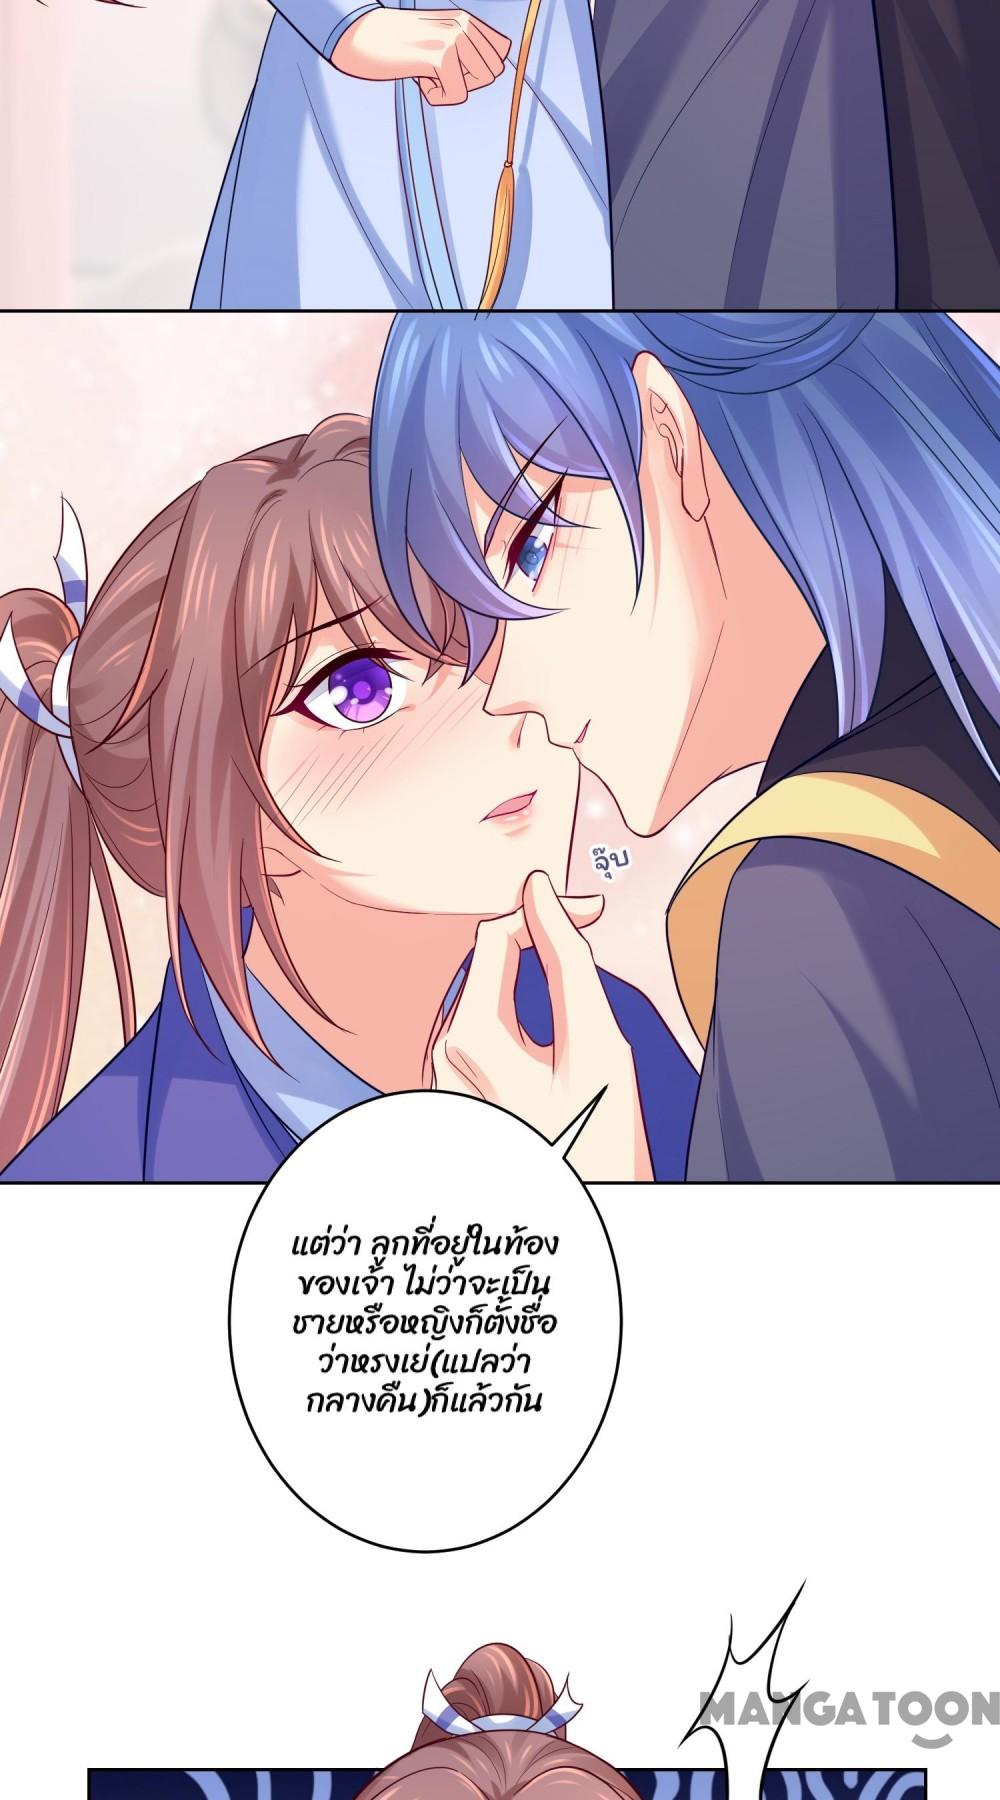 จุ๊บ
แต่ว่า ลูกที่อยู่ในท้อง
ของเจ้า ไม่ว่าจะเป็น
ชายหรือหญิงก็ตั้งชื่อ
ว่าหรงเย่(แปลว่า
กลางคืน)ก็แล้วกัน
MANGATOON